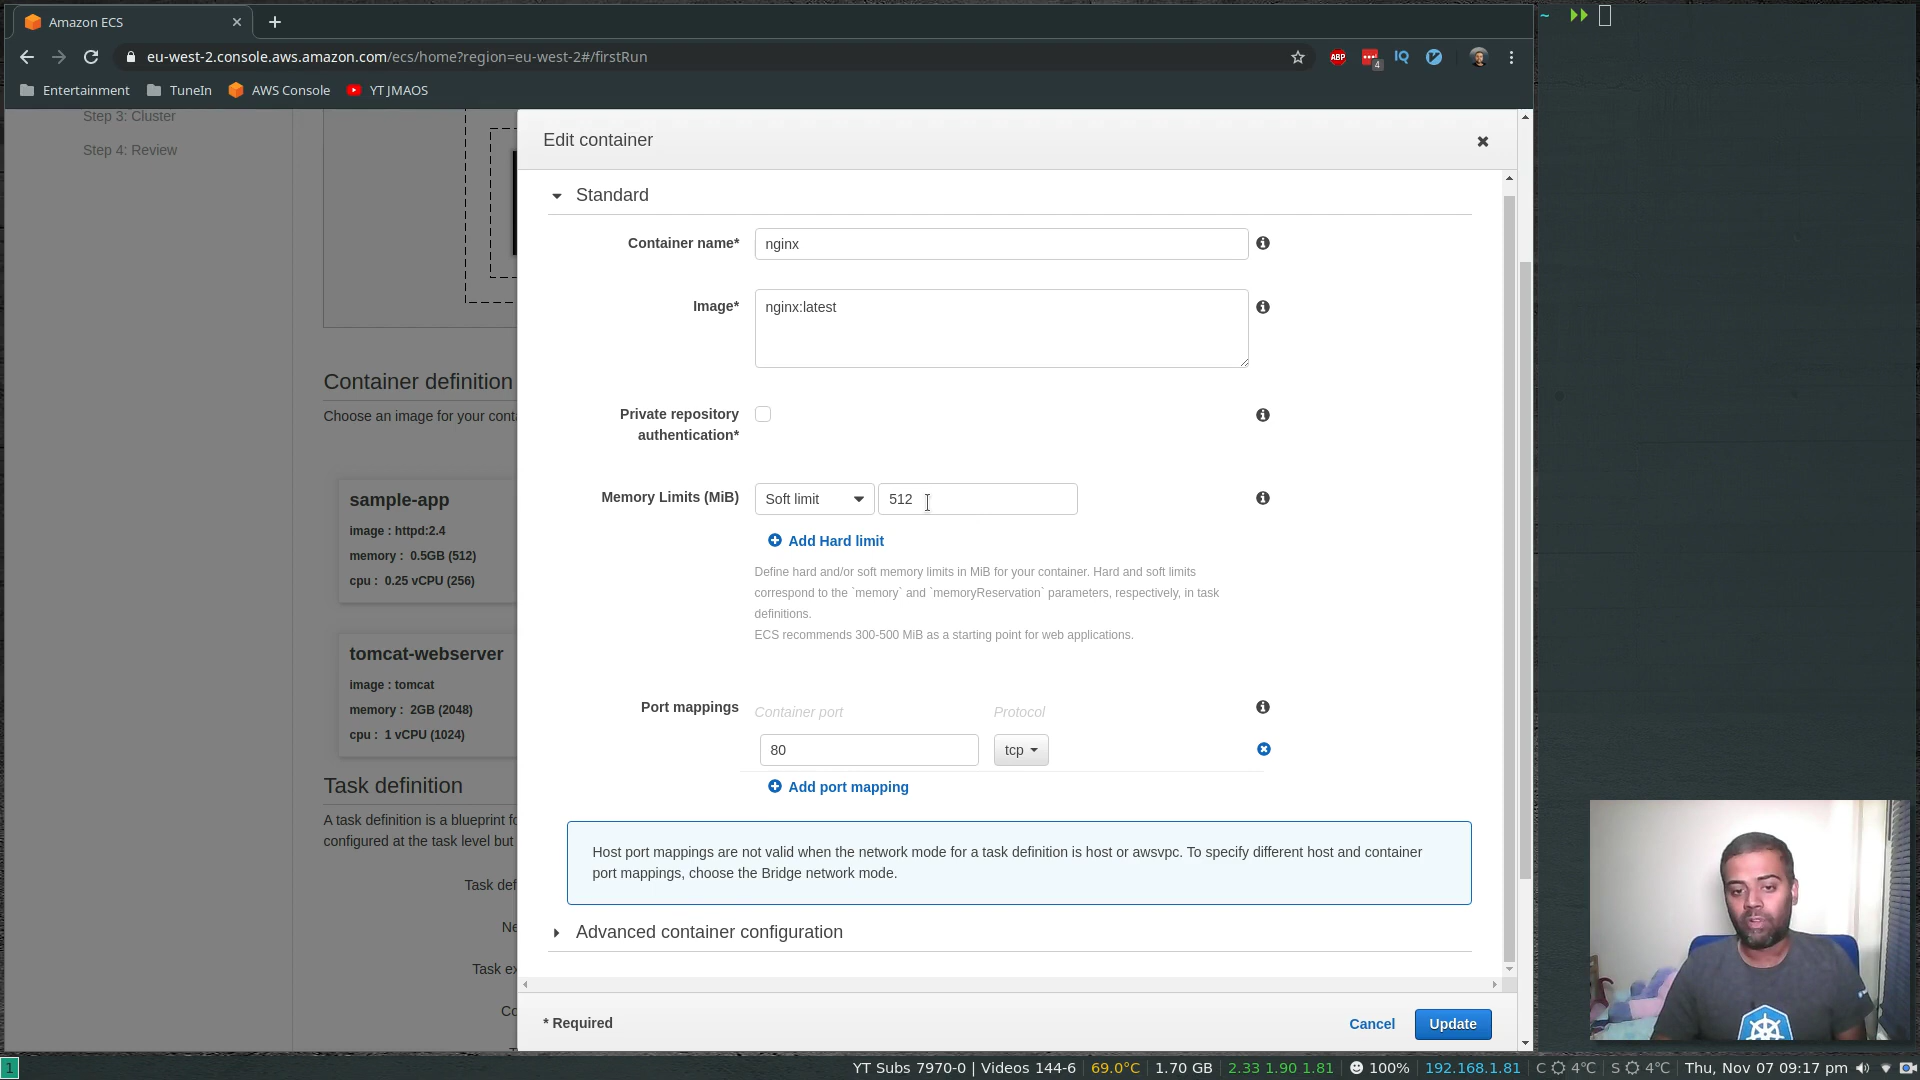 Amazon ECS
~
eu-west-2.console.aws.amazon.com/ecs/home?region=eu-west-2#/firstRun
ABP
4
IQ
Entertainment
TuneIn
AWS Console
YT JMAOS
Step 3: Cluster
Step 4: Review
Container definition
Choose an image for your cont
sample-app
image : httpd:2.4
memory : 0.5GB (512)
cpu : 0.25 vCPU (256)
tomcat-webserver
image : tomcat
memory : 2GB (2048)
cpu : 1 vCPU (1024)
Task definition
A task definition is a blueprint fo
configured at the task level but
Task def
Ne
Task ex
Co
Edit container
Standard
Container name*
nginx
Image*
nginx:latest
Private repository
authentication*
Memory Limits (MiB)
Soft limit
512
Add Hard limit
Define hard and/or soft memory limits in MiB for your container. Hard and soft limits
correspond to the `memory` and `memoryReservation` parameters, respectively, in task
definitions.
ECS recommends 300-500 MiB as a starting point for web applications.
Port mappings
Container port
Protocol
80
tcp
Add port mapping
Host port mappings are not valid when the network mode for a task definition is host or awsvpc. To specify different host and container
port mappings, choose the Bridge network mode.
Advanced container configuration
* Required
Cancel
Update
1
YT Subs 7970-0 | Videos 144-6 69.0°C 1.70 GB 2.33 1.90 1.81 100% 192.168.1.81 C 4°C S 4°C Thu, Nov 07 09:17 pm